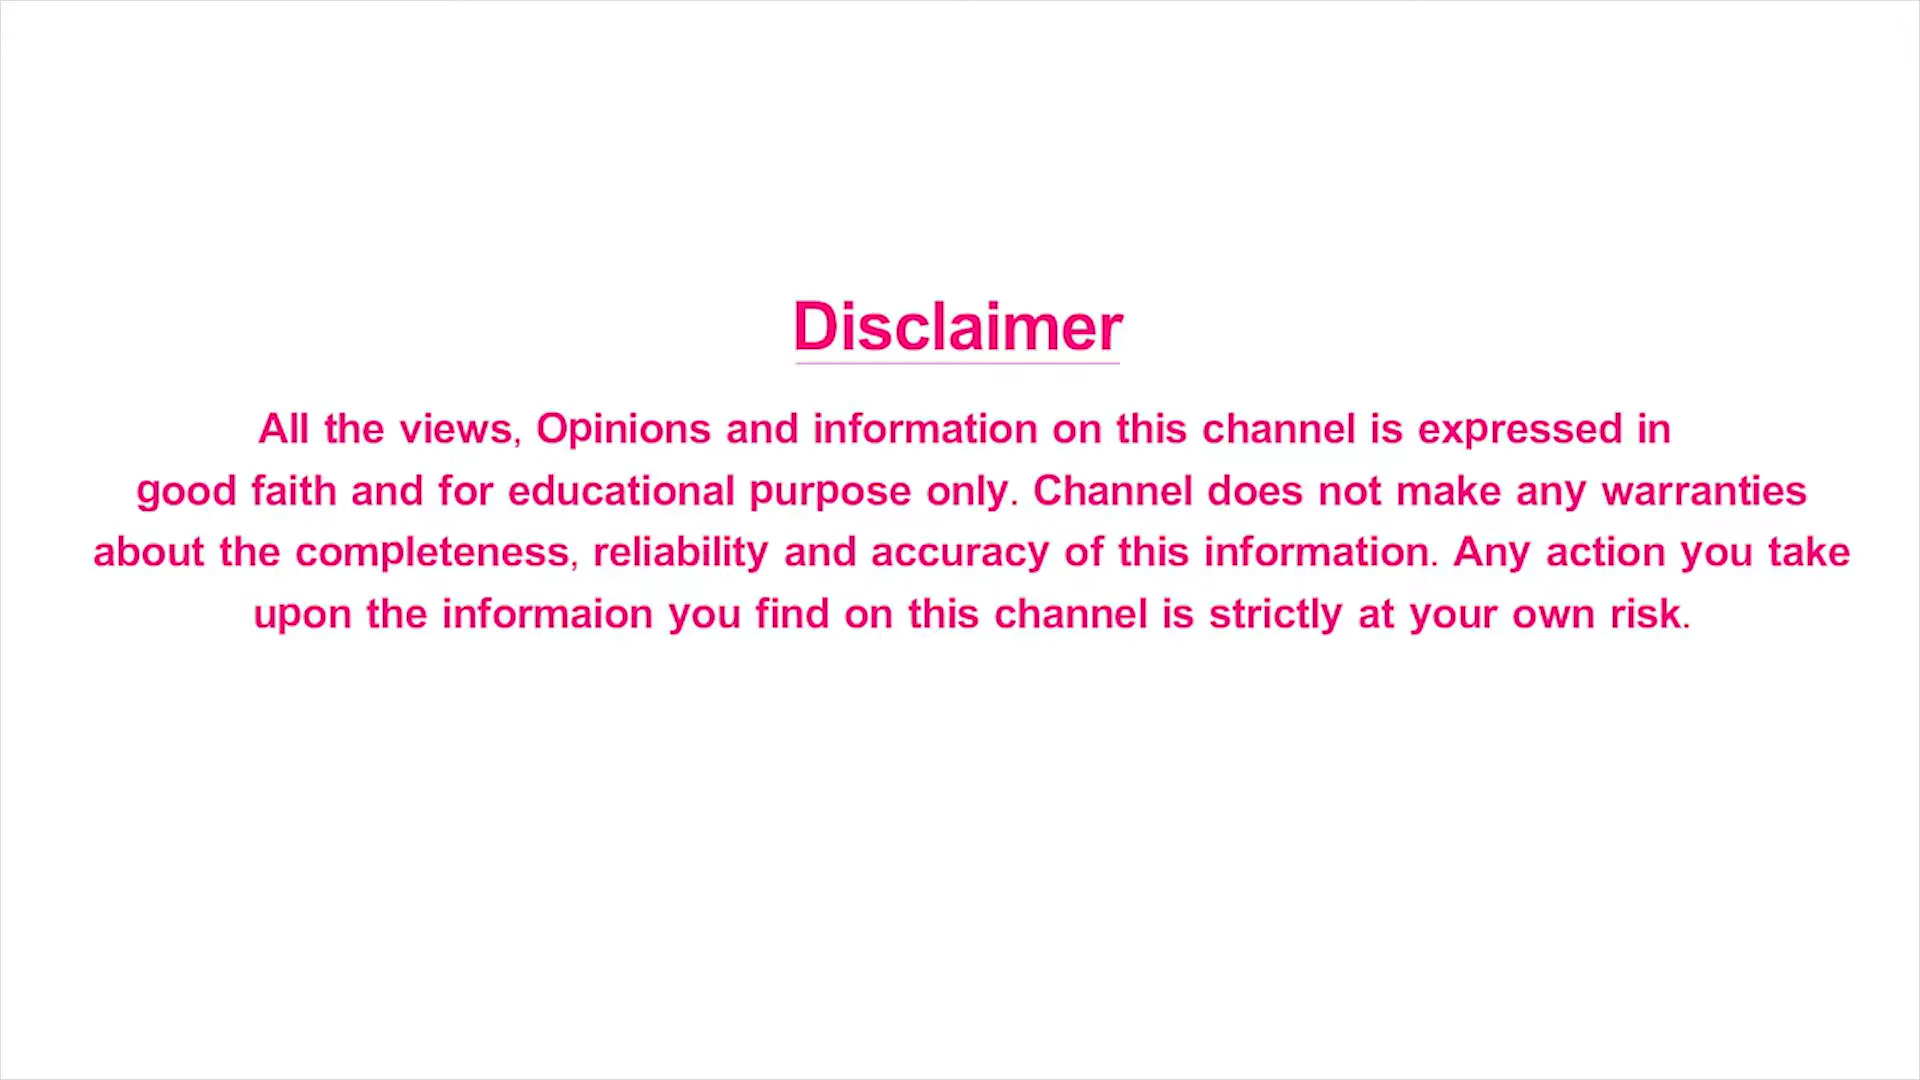 Disclaimer
All the views, Opinions and information on this channel is expressed in
good faith and for educational purpose only. Channel does not make any warranties
about the completeness, reliability and accuracy of this information. Any action you take
upon the informaion you find on this channel is strictly at your own risk.